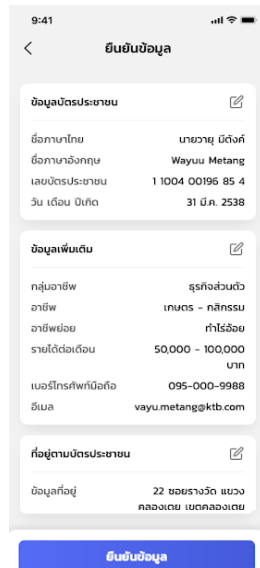 9:41
ยืนยันข้อมูล
ข้อมูลบัตรประชาชน
ชื่อภาษาไทย นายวายุ มีตังค์
ชื่อภาษาอังกฤษ Wayuu Metang
เลขบัตรประชาชน 1 1004 00196 85 4
วัน เดือน ปีเกิด 31 มี.ค. 2538
ข้อมูลเพิ่มเติม
กลุ่มอาชีพ ธุรกิจส่วนตัว
อาชีพ เกษตร - กสิกรรม
อาชีพย่อย ทำไร่อ้อย
รายได้ต่อเดือน 50,000 - 100,000
บาท
เบอร์โทรศัพท์มือถือ 095-000-9988
อีเมล vayu.metang@ktb.com
ที่อยู่ตามบัตรประชาชน
ข้อมูลที่อยู่ 22 ซอยรางวัด แขวง
คลองเตย เขตคลองเตย
ยืนยันข้อมูล